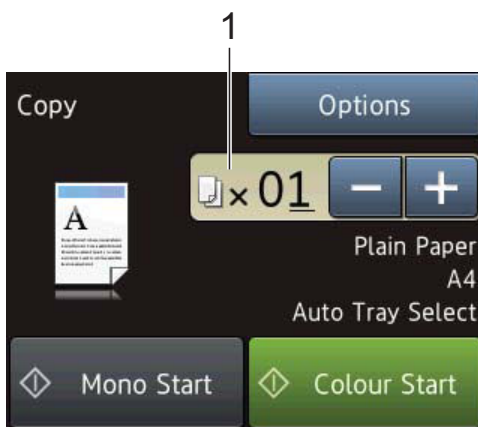 1
Copy
Options
× 01
− +
A
Plain Paper
A4
Auto Tray Select
Mono Start
Colour Start